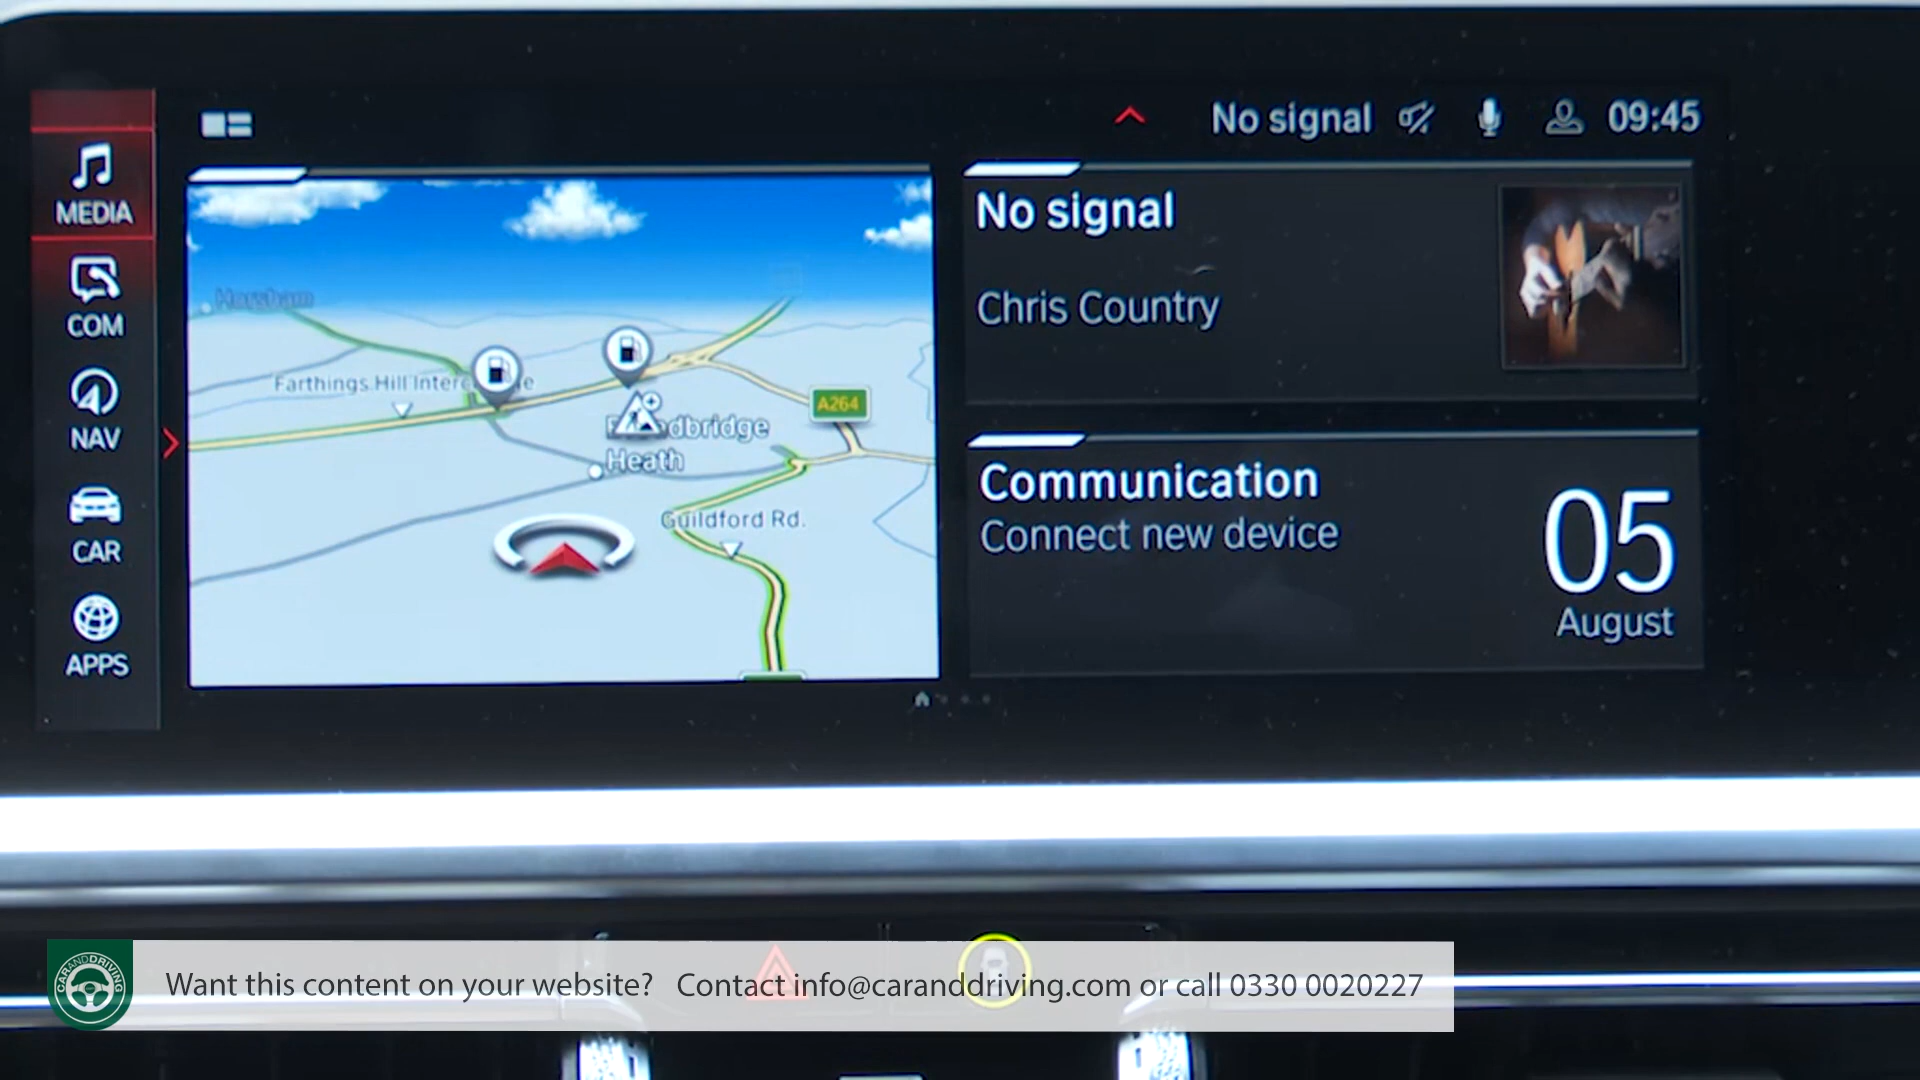 No signal 09:45
MEDIA
COM
NAV
CAR
APPS
Horsham
Farthings Hill
A264
Heath
Guildford Rd.
No signal
Chris Country
Communication
Connect new device
05
August
CARANDDRIVING
Want this content on your website? Contact info@caranddriving.com or call 0330 0020227